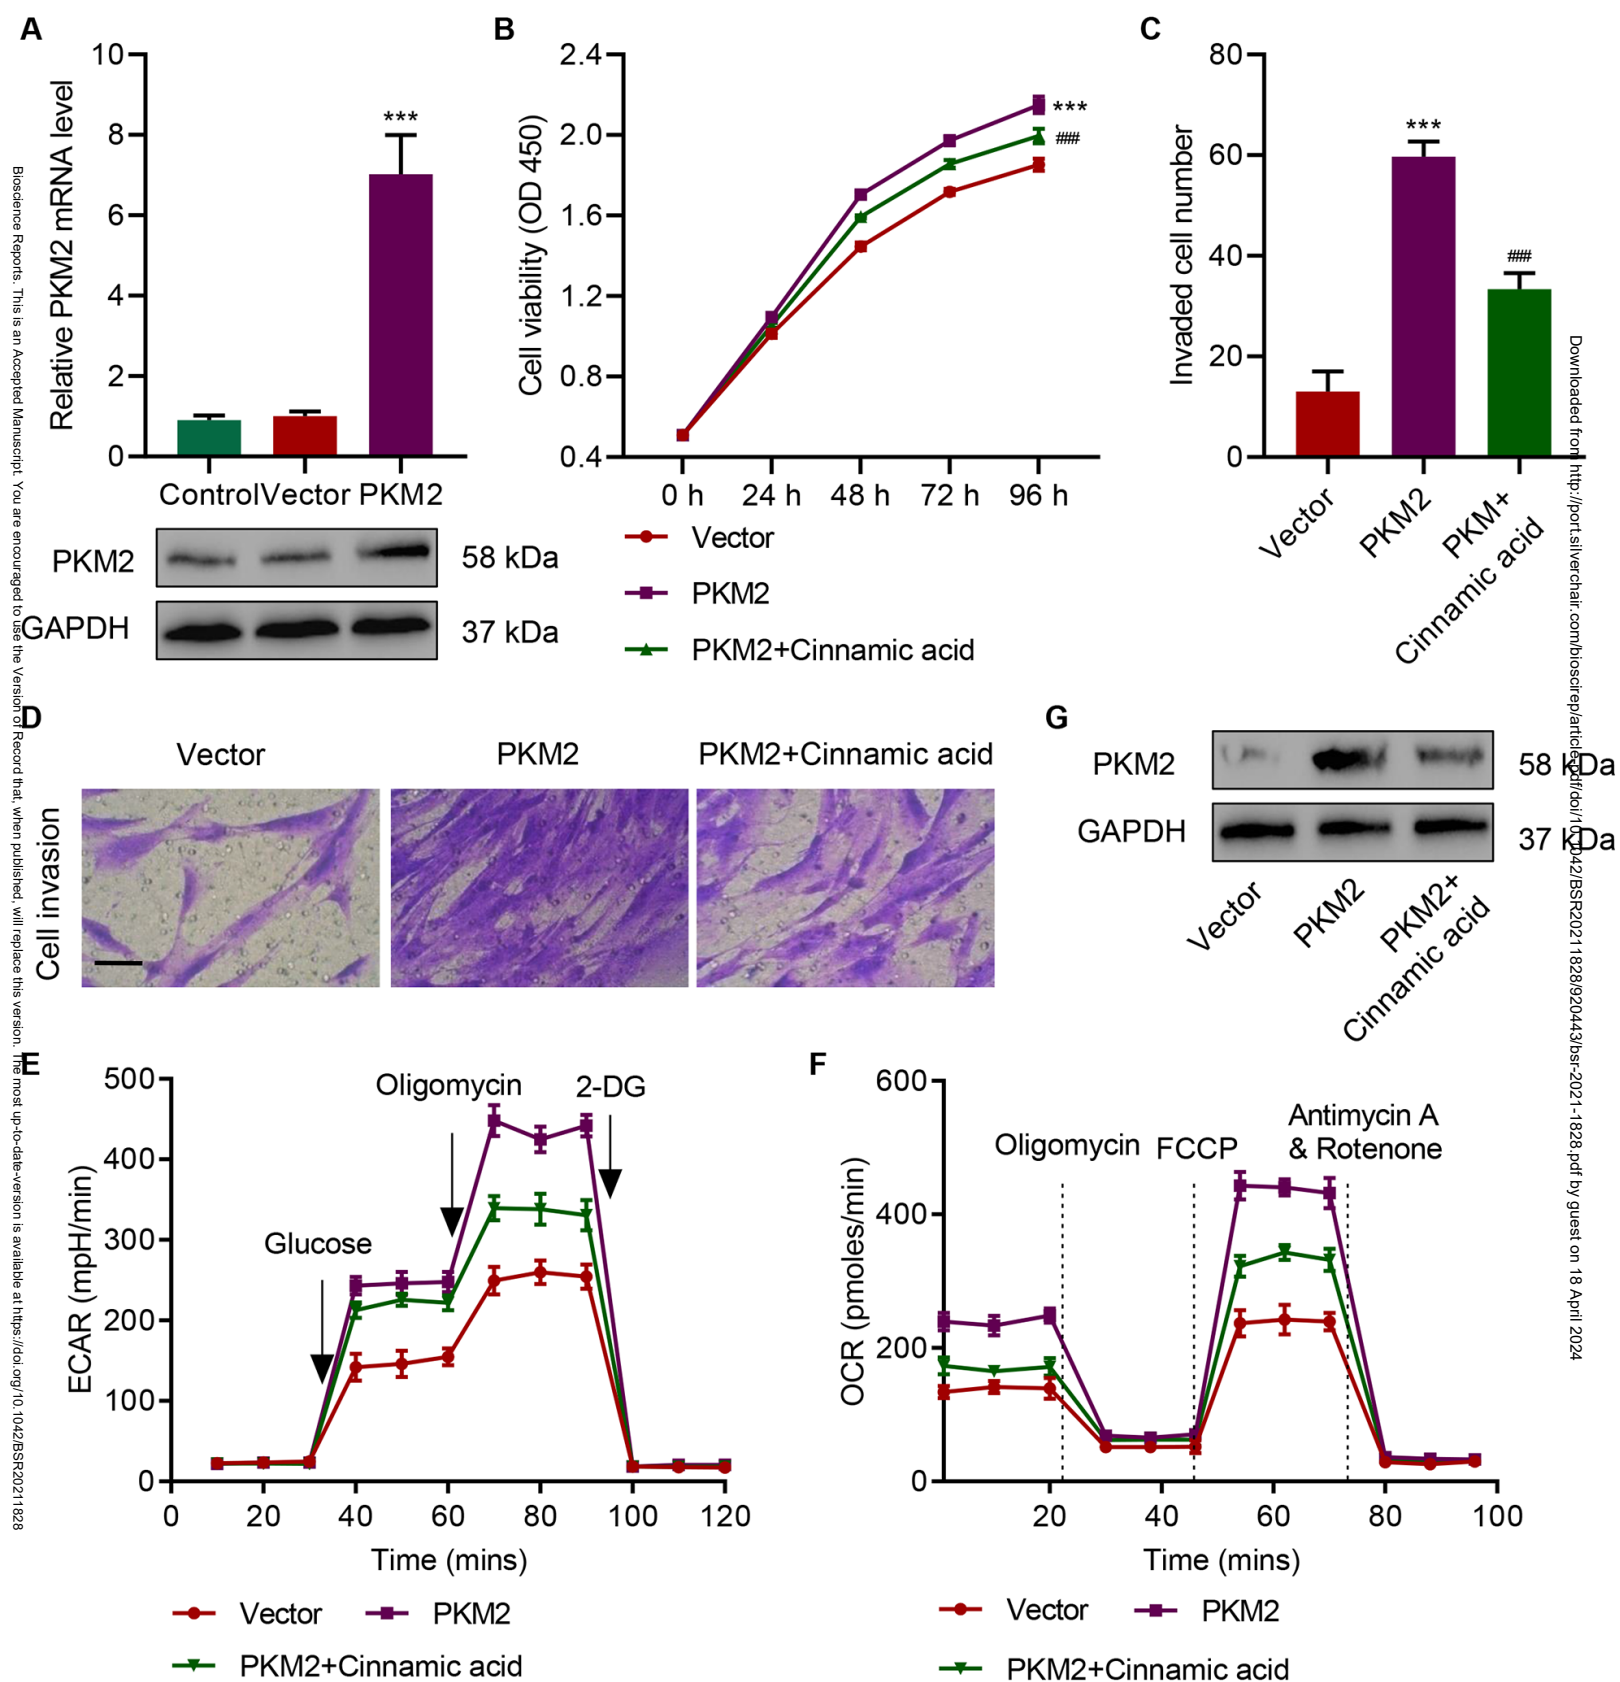 A
10
8
6
4
2
0
Relative PKM2 mRNA level
***
Control Vector PKM2
PKM2
58 kDa
GAPDH
37 kDa
B
2.4
2.0
1.6
1.2
0.8
0.4
Cell viability (OD 450)
***
##
0 h 24 h 48 h 72 h 96 h
Vector
PKM2
PKM2+Cinnamic acid
C
80
60
40
20
0
Invaded cell number
***
###
Vector
PKM2
PKM+
Cinnamic acid
D
Vector
PKM2
PKM2+Cinnamic acid
Cell invasion
G
PKM2
58 kDa
GAPDH
37 kDa
Vector
PKM2
PKM2+
Cinnamic acid
E
500
400
300
200
100
0
ECAR (mpH/min)
Glucose
Oligomycin
2-DG
0 20 40 60 80 100 120
Time (mins)
Vector
PKM2
PKM2+Cinnamic acid
F
600
400
200
0
OCR (pmoles/min)
Oligomycin
FCCP
Antimycin A
& Rotenone
20 40 60 80 100
Time (mins)
Vector
PKM2
PKM2+Cinnamic acid
Bioscience Reports. This is an Accepted Manuscript. You are encouraged to use the Version of Record that, when published, will replace this version. The most up-to-date-version is available at https://doi.org/10.1042/BSR20211828
Downloaded from http://port.silverchair.com/bioscirep/article-pdf/doi/10.1042/BSR20211828/920443/bsr-2021-1828.pdf by guest on 18 April 2024